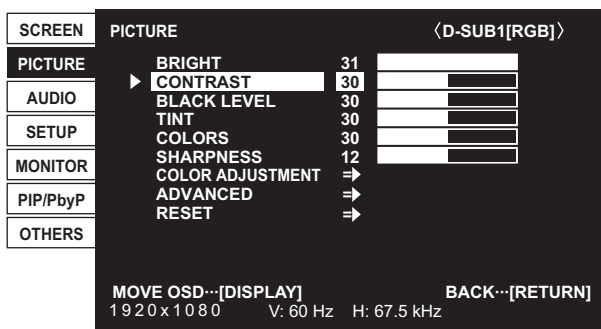 SCREEN
PICTURE
AUDIO
SETUP
MONITOR
PIP/PbyP
OTHERS
PICTURE 〈D-SUB1[RGB]〉
BRIGHT 31
CONTRAST 30
BLACK LEVEL 30
TINT 30
COLORS 30
SHARPNESS 12
COLOR ADJUSTMENT
ADVANCED
RESET
MOVE OSD···[DISPLAY] BACK···[RETURN]
1920x1080 V: 60 Hz H: 67.5 kHz